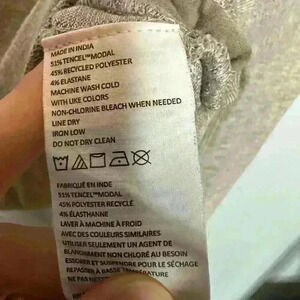 MADE IN INDIA
51% TENCEL™MODAL
45% RECYCLED POLYESTER
4% ELASTANE
MACHINE WASH COLD
WITH LIKE COLORS
NON-CHLORINE BLEACH WHEN NEEDED
LINE DRY
IRON LOW
DO NOT DRY CLEAN
FABRIQUÉ EN INDE
51% TENCEL™MODAL
45% POLYESTER RECYCLÉ
4% ÉLASTHANNE
LAVER À MACHINE À FROID
AVEC DES COULEURS SIMILAIRES
UTILISER SEULEMENT UN AGENT DE
BLANCHIMENT NON CHLORÉ AU BESOIN
ESSORER ET SUSPENDRE POUR LE SÉCHAGE
REPASSER À BASSE TEMPÉRATURE
NE PAS NETTOYER